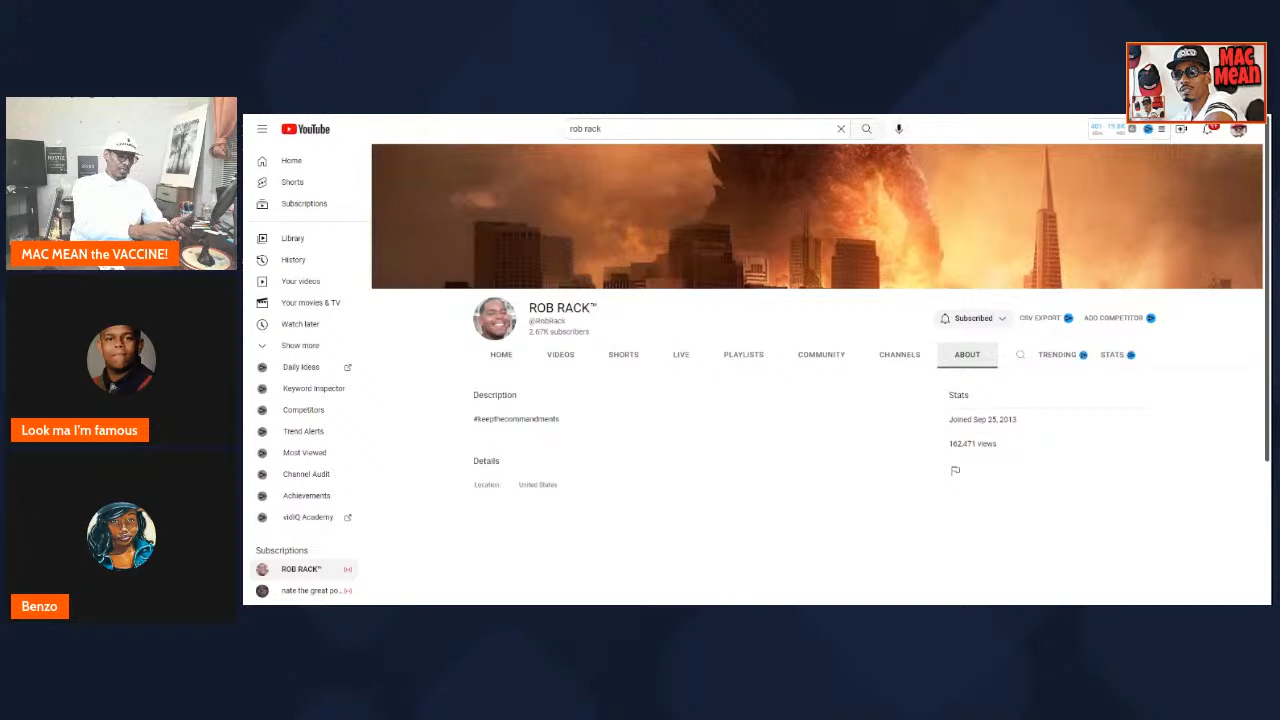 MAC
MEAN
MAC MEAN the VACCINE!
Look ma I'm famous
Benzo
YouTube
rob rack
Home
Shorts
Subscriptions
Library
History
Your videos
Your movies & TV
Watch later
Show more
Daily Ideas
Keyword Inspector
Competitors
Trend Alerts
Most Viewed
Channel Audit
Achievements
vidIQ Academy
Subscriptions
ROB RACK™
nate the great po...
ROB RACK™
@RobRack
2.67K subscribers
Subscribed
CSV EXPORT
ADD COMPETITOR
HOME VIDEOS SHORTS LIVE PLAYLISTS COMMUNITY CHANNELS ABOUT TRENDING STATS
Description
#keepthecommandments
Details
Location: United States
Stats
Joined Sep 25, 2013
162,471 views